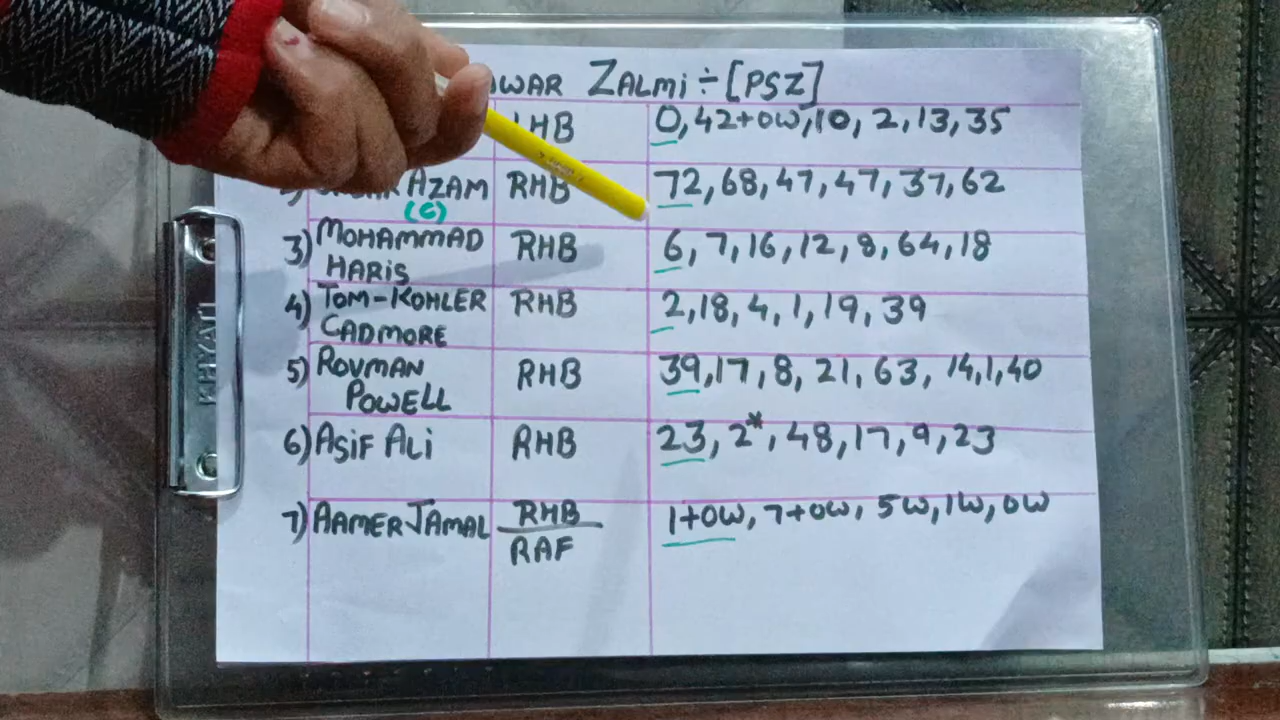 AWAR ZALMI ÷ [PSZ]
LHB 0, 42+0W, 10, 2, 13, 35
AZAM RHB 72, 68, 47, 47, 37, 62
(C)
3) MOHAMMAD HARIS RHB 6, 7, 16, 12, 8, 64, 18
4) TOM-KOHLER CADMORE RHB 2, 18, 4, 1, 19, 39
5) ROVMAN POWELL RHB 39, 17, 8, 21, 63, 14, 1, 40
6) ASIF ALI RHB 23, 2*, 48, 17, 9, 23
7) AAMER JAMAL RHB 1+0W, 7+0W, 5W, 1W, 0W
RAF
KHYATI